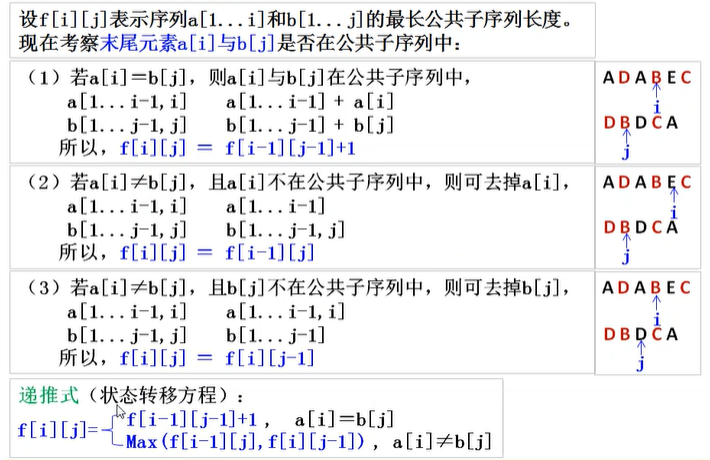 设f[i][j]表示序列a[1...i]和b[1...j]的最长公共子序列长度。
现在考察末尾元素a[i]与b[j]是否在公共子序列中：
（1）若a[i]=b[j]，则a[i]与b[j]在公共子序列中，
a[1...i-1,i] a[1...i-1] + a[i]
b[1...j-1,j] b[1...j-1] + b[j]
所以，f[i][j] = f[i-1][j-1]+1
ADABEC
i
DBDCA
j
（2）若a[i]≠b[j]，且a[i]不在公共子序列中，则可去掉a[i]，
a[1...i-1,i] a[1...i-1]
b[1...j-1,j] b[1...j-1,j]
所以，f[i][j] = f[i-1][j]
ADABEC
i
DBDCA
j
（3）若a[i]≠b[j]，且b[j]不在公共子序列中，则可去掉b[j]，
a[1...i-1,i] a[1...i-1,i]
b[1...j-1,j] b[1...j-1]
所以，f[i][j] = f[i][j-1]
ADABEC
i
DBDCA
j
递推式（状态转移方程）：
f[i-1][j-1]+1， a[i]=b[j]
f[i][j]=
Max(f[i-1][j],f[i][j-1])，a[i]≠b[j]